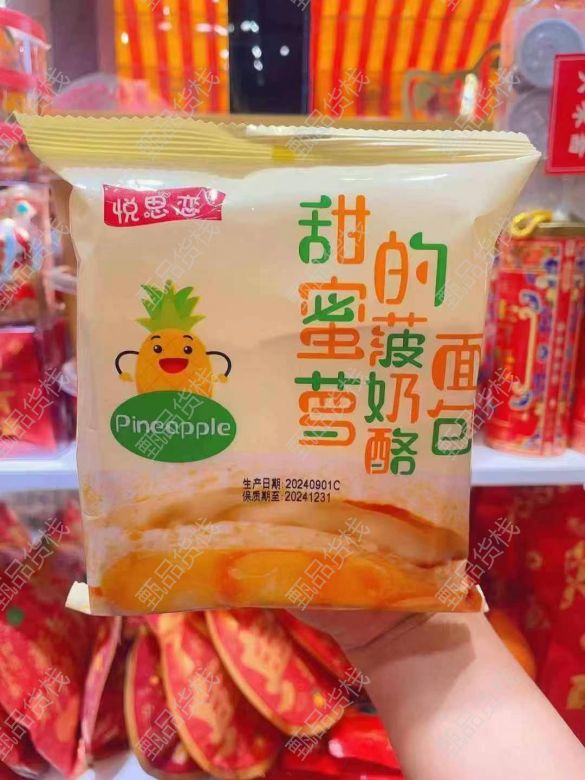 悦思恋
甜蜜的菠萝奶酪面包
Pineapple
生产日期:20240901C
保质期至:20241231
甄品货栈